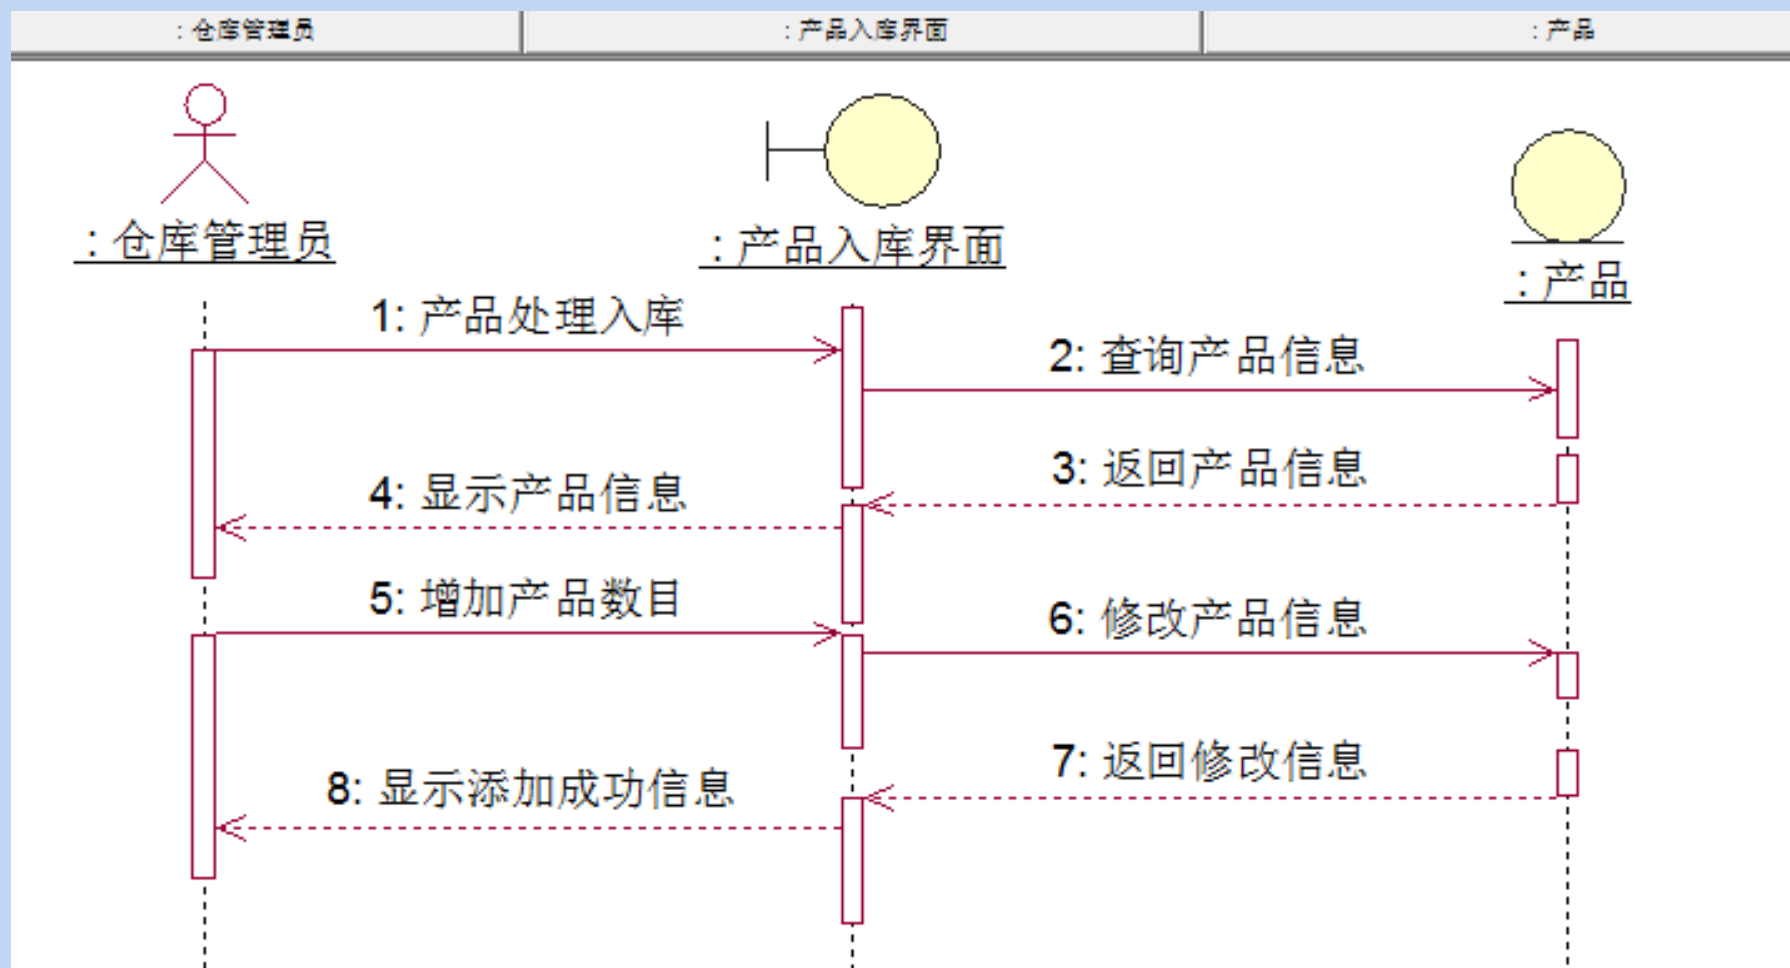 : 仓库管理员
: 产品入库界面
: 产品
: 仓库管理员
: 产品入库界面
: 产品
1: 产品处理入库
2: 查询产品信息
3: 返回产品信息
4: 显示产品信息
5: 增加产品数目
6: 修改产品信息
7: 返回修改信息
8: 显示添加成功信息